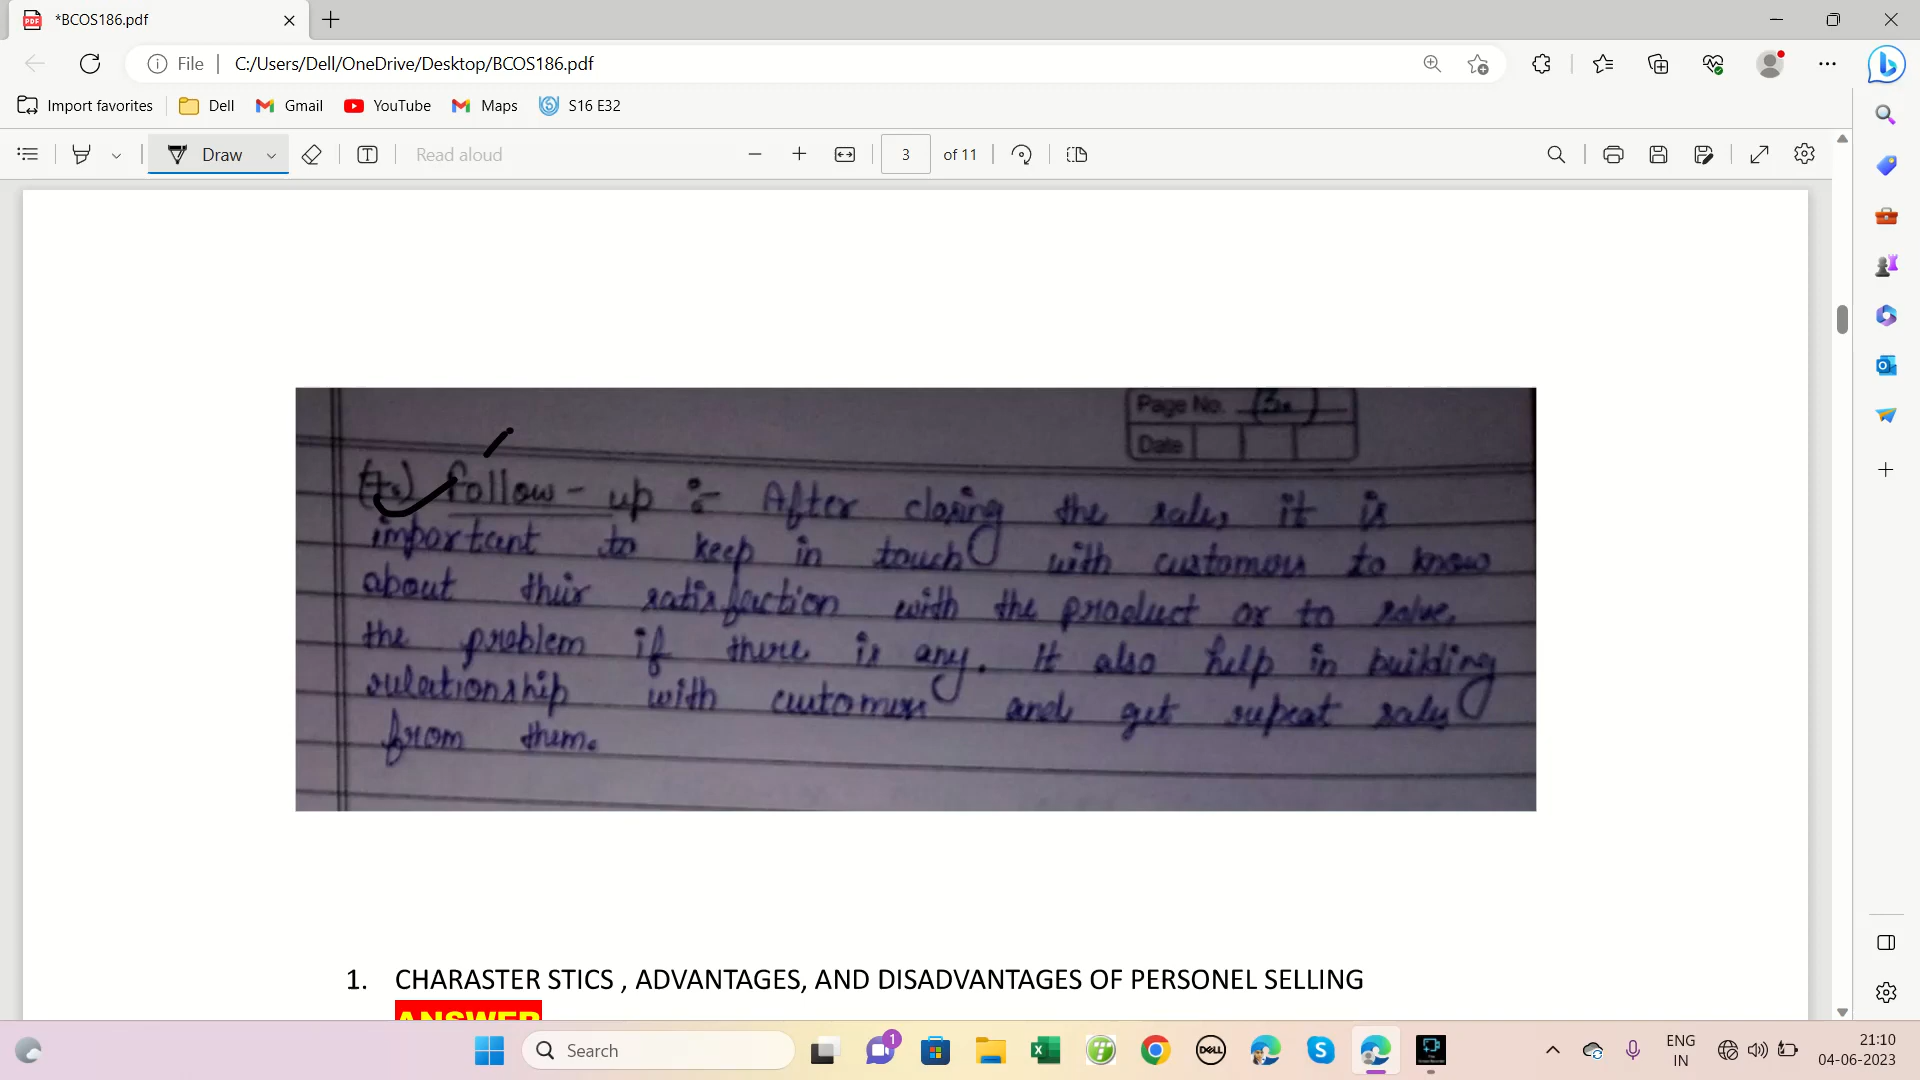 *BCOS186.pdf
File C:/Users/Dell/OneDrive/Desktop/BCOS186.pdf
Import favorites Dell Gmail YouTube Maps S16 E32
Draw Read aloud 3 of 11
Page No. (3.)
Date
(7.) follow-up :- After closing the sales, it is
important to keep in touch with customers to know
about their satisfaction with the product or to solve
the problem if there is any. It also help in building
relationship with customers and get repeat sales
from them.
1. CHARASTER STICS , ADVANTAGES, AND DISADVANTAGES OF PERSONEL SELLING
ANSWER
Search 1 ENG 21:10
IN 04-06-2023